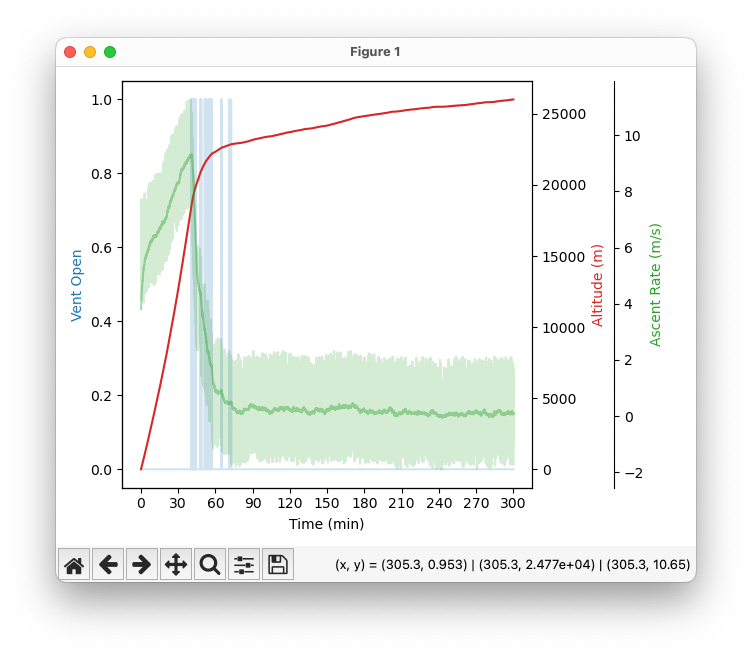 Figure 1
1.0
0.8
0.6
0.4
0.2
0.0
Vent Open
0 30 60 90 120 150 180 210 240 270 300
Time (min)
25000
20000
15000
10000
5000
0
Altitude (m)
10
8
6
4
2
0
−2
Ascent Rate (m/s)
(x, y) = (305.3, 0.953) | (305.3, 2.477e+04) | (305.3, 10.65)